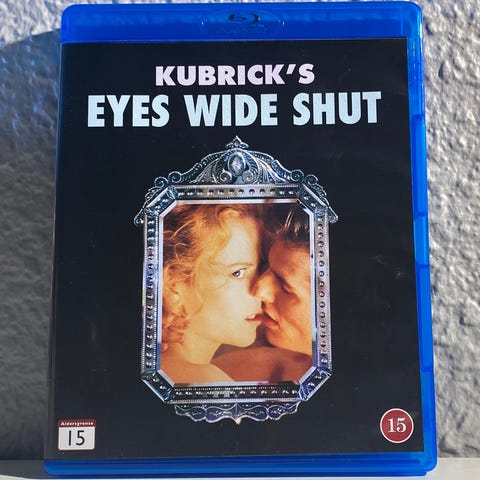 KUBRICK'S
EYES WIDE SHUT
Aldersgrense
15
15